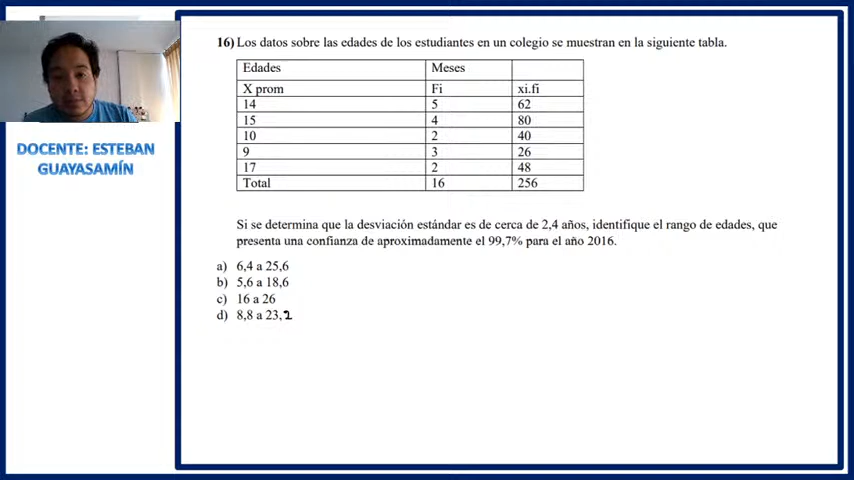 DOCENTE: ESTEBAN
GUAYASAMÍN
16) Los datos sobre las edades de los estudiantes en un colegio se muestran en la siguiente tabla.
Edades Meses
X prom Fi xi.fi
14 5 62
15 4 80
10 2 40
9 3 26
17 2 48
Total 16 256
Si se determina que la desviación estándar es de cerca de 2,4 años, identifique el rango de edades, que
presenta una confianza de aproximadamente el 99,7% para el año 2016.
a) 6,4 a 25,6
b) 5,6 a 18,6
c) 16 a 26
d) 8,8 a 23,2